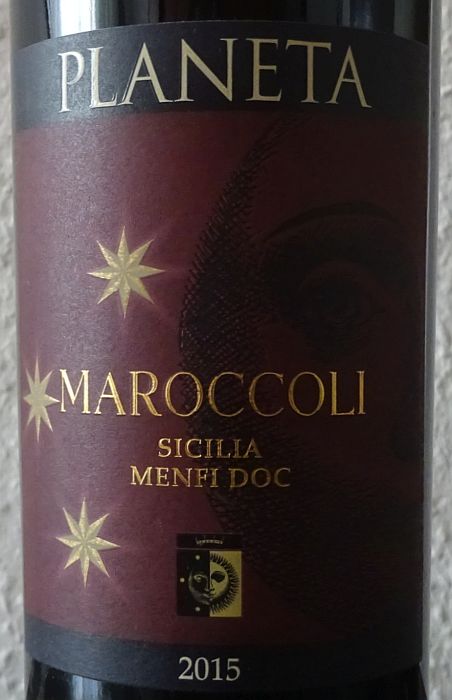 PLANETA
MAROCCOLI
SICILIA
MENFI DOC
2015